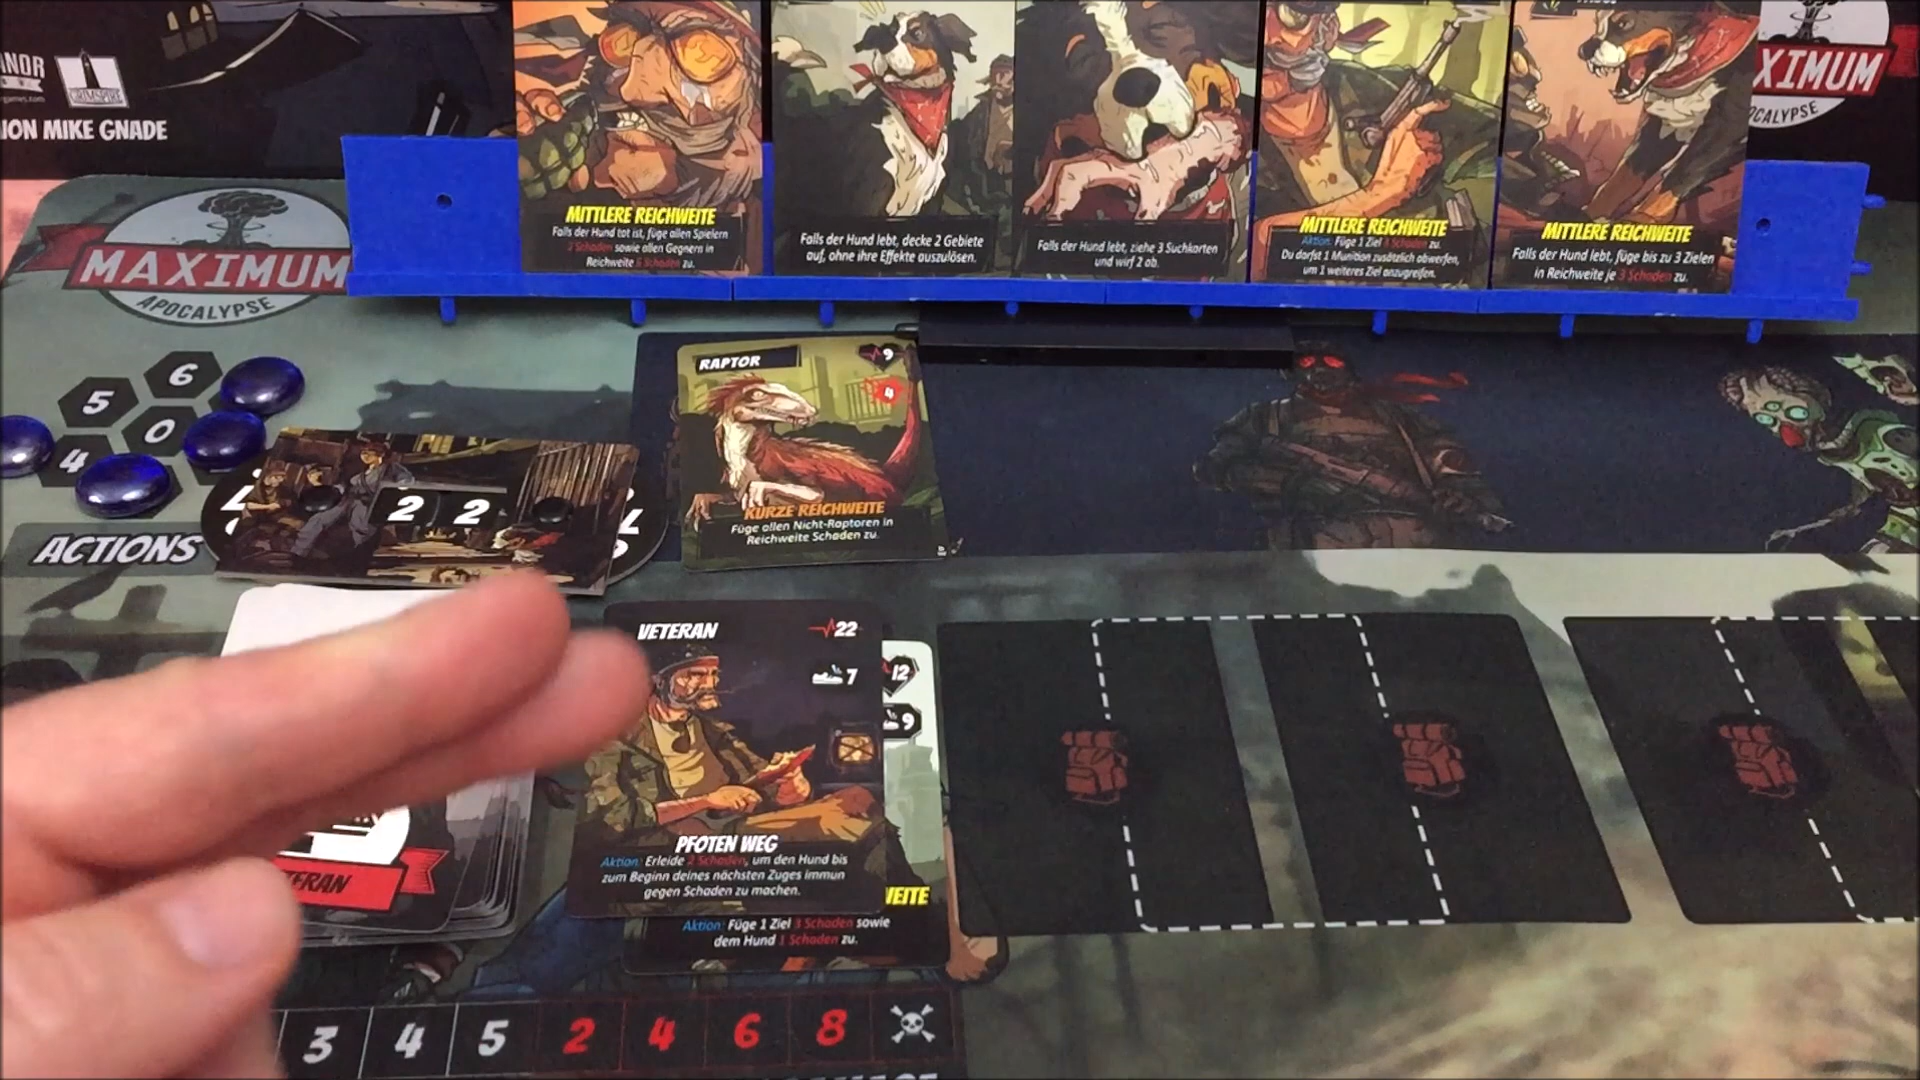 ION MIKE GNADE
MAXIMUM
APOCALYPSE
XIMUM
MITTLERE REICHWEITE
Falls der Hund tot ist, füge allen Spielern
2 Schaden sowie allen Gegnern in
Reichweite 6 Schaden zu.
Falls der Hund lebt, decke 2 Gebiete
auf, ohne ihre Effekte auszulösen.
Falls der Hund lebt, ziehe 3 Suchkarten
und wirf 2 ab.
MITTLERE REICHWEITE
Aktion: Füge 1 Ziel 3 Schaden zu.
Du darfst 1 Munition zusätzlich abwerfen,
um 1 weiteres Ziel anzugreifen.
MITTLERE REICHWEITE
Falls der Hund lebt, füge bis zu 3 Zielen
in Reichweite je 3 Schaden zu.
RAPTOR
9
4
KURZE REICHWEITE
Füge allen Nicht-Raptoren in
Reichweite Schaden zu.
6
5
0
4
2 2
ACTIONS
VETERAN
22
7
12
9
PFOTEN WEG
Aktion: Erleide 2 Schaden, um den Hund bis
zum Beginn deines nächsten Zuges immun
gegen Schaden zu machen.
WEITE
Aktion: Füge 1 Ziel 3 Schaden sowie
dem Hund 1 Schaden zu.
3 4 5 2 4 6 8